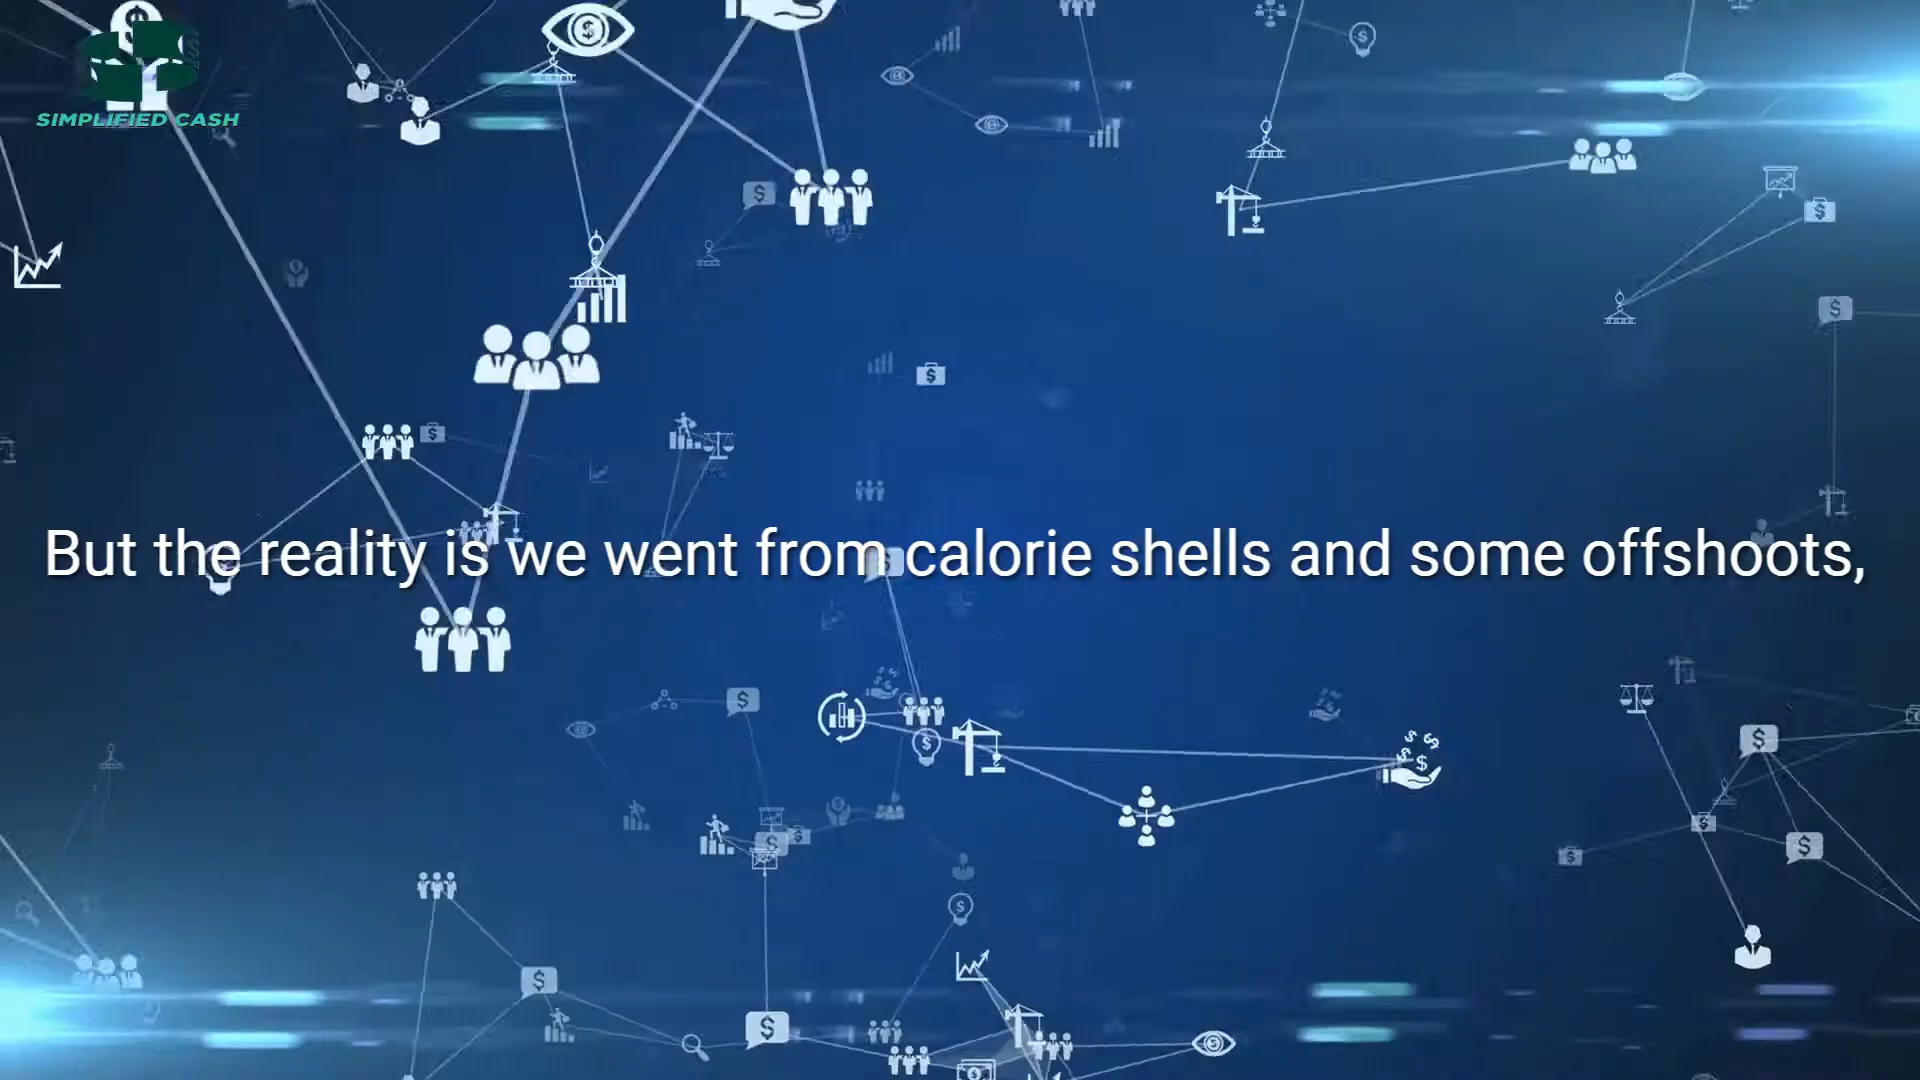 SIMPLIFIED CASH
But the reality is we went from calorie shells and some offshoots,